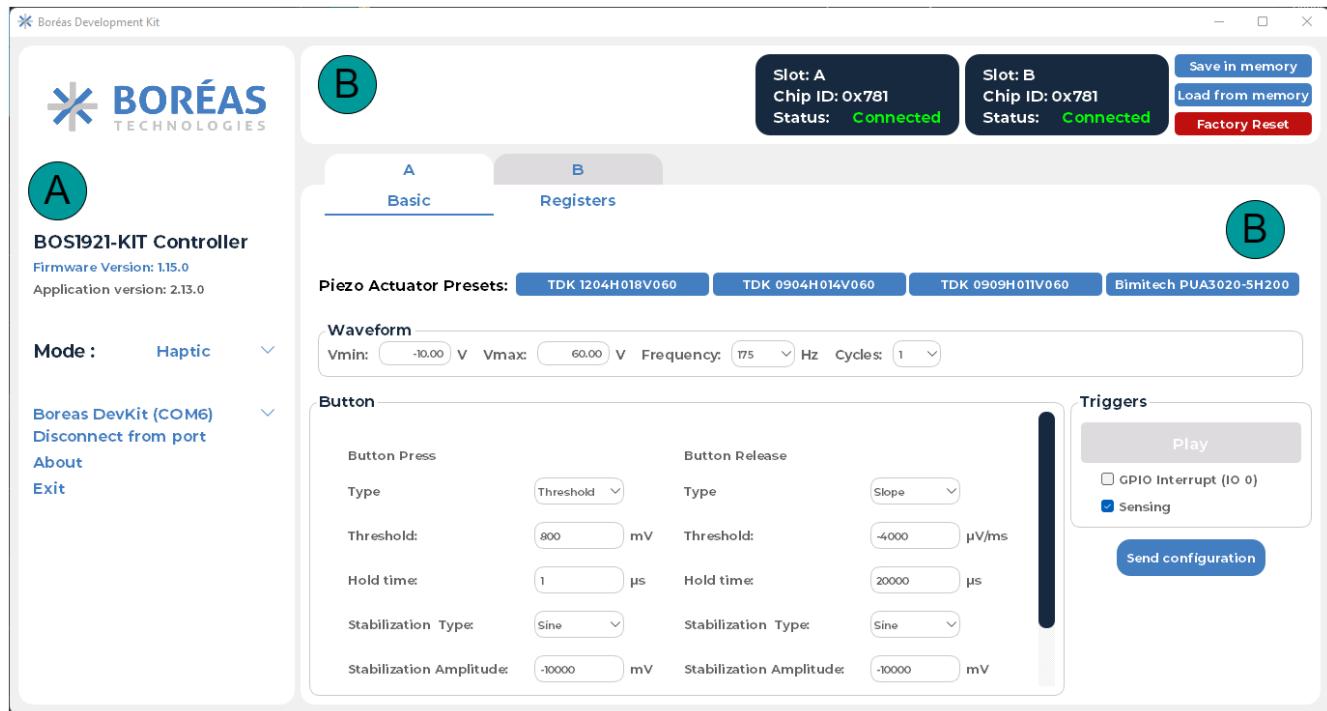 Boréas Development Kit
BORÉAS
TECHNOLOGIES
A
BOS1921-KIT Controller
Firmware Version: 1.15.0
Application version: 2.13.0
Mode : Haptic
Boreas DevKit (COM6)
Disconnect from port
About
Exit
B
Slot: A
Chip ID: 0x781
Status: Connected
Slot: B
Chip ID: 0x781
Status: Connected
Save in memory
Load from memory
Factory Reset
A B
Basic Registers
B
Piezo Actuator Presets: TDK 1204H018V060 TDK 0904H014V060 TDK 0909H011V060 Bimitech PUA3020-5H200
Waveform
Vmin: -10.00 V Vmax: 60.00 V Frequency: 175 Hz Cycles: 1
Button
Button Press Button Release
Type Threshold Type Slope
Threshold: 800 mV Threshold: -4000 µV/ms
Hold time: 1 µs Hold time: 20000 µs
Stabilization Type: Sine Stabilization Type: Sine
Stabilization Amplitude: -10000 mV Stabilization Amplitude: -10000 mV
Triggers
Play
GPIO Interrupt (IO 0)
Sensing
Send configuration